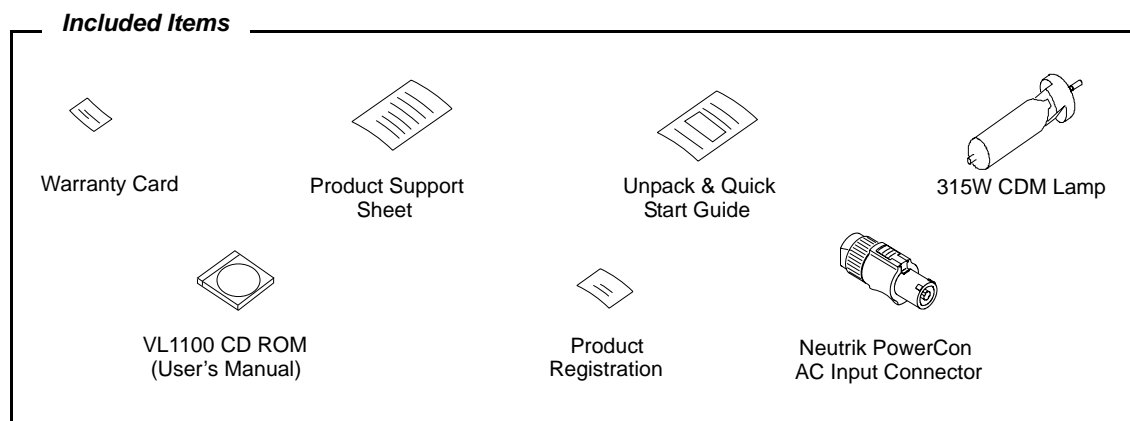 Included Items
Warranty Card
Product Support
Sheet
Unpack & Quick
Start Guide
315W CDM Lamp
VL1100 CD ROM
(User's Manual)
Product
Registration
Neutrik PowerCon
AC Input Connector